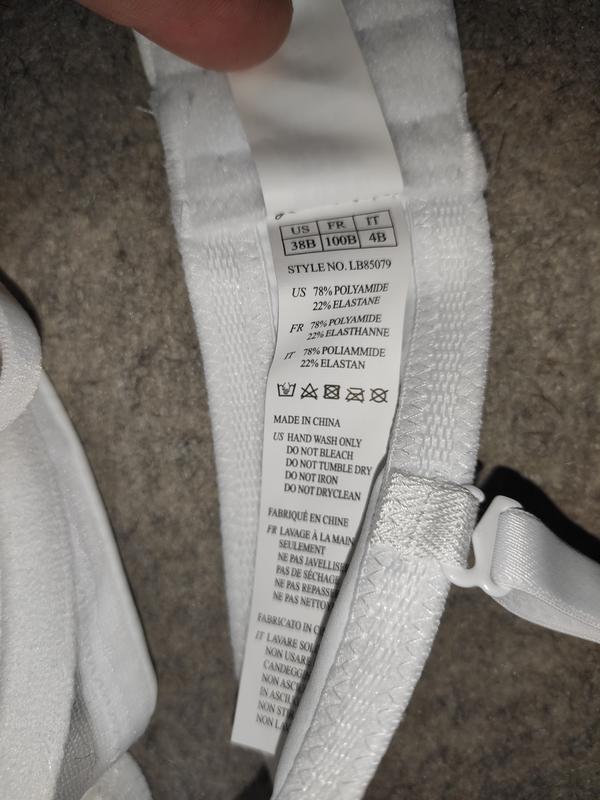 US FR IT
38B 100B 4B
STYLE NO. LB85079
US 78% POLYAMIDE
22% ELASTANE
FR 78% POLYAMIDE
22% ELASTHANNE
IT 78% POLIAMMIDE
22% ELASTAN
MADE IN CHINA
US HAND WASH ONLY
DO NOT BLEACH
DO NOT TUMBLE DRY
DO NOT IRON
DO NOT DRYCLEAN
FABRIQUÉ EN CHINE
FR LAVAGE À LA MAIN
SEULEMENT
NE PAS
PAS DE
NE PAS
NE PAS
FABRICATO IN
IT LAVARE
NON
NON
IN
NON
NON